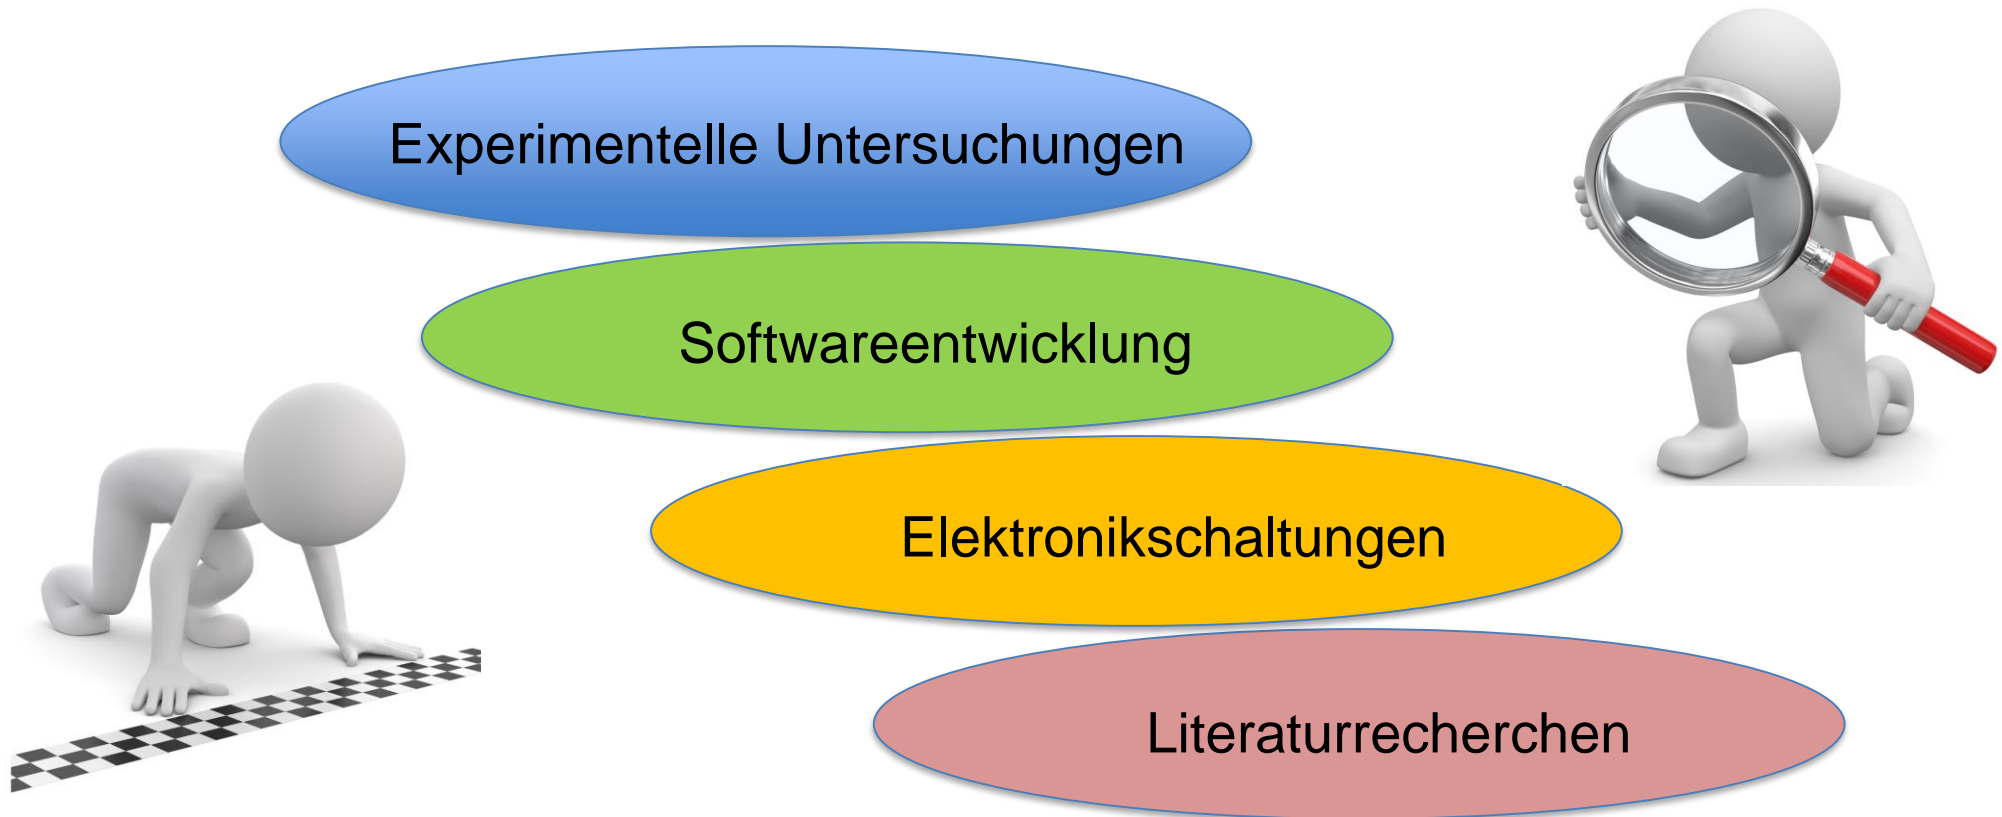 Experimentelle Untersuchungen
Softwareentwicklung
Elektronikschaltungen
Literaturrecherchen